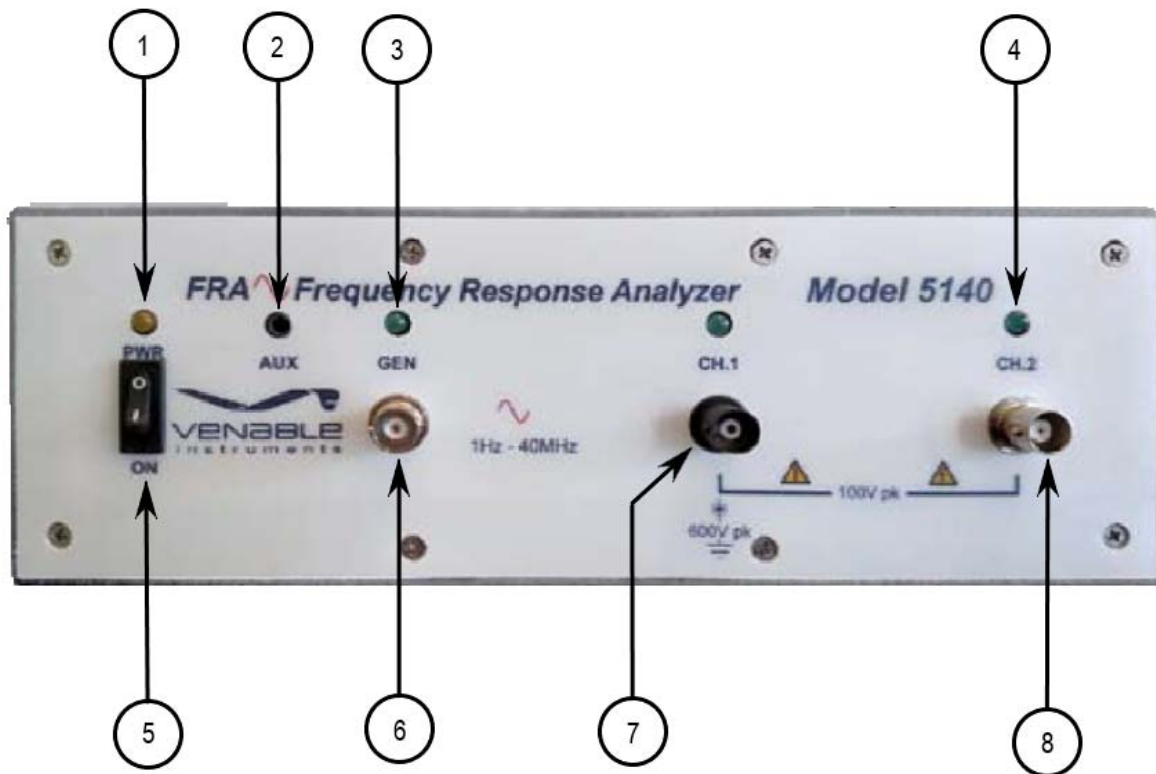 1
2
3
4
FRA Frequency Response Analyzer
Model 5140
PWR
AUX
GEN
CH.1
CH.2
O
I
VENABLE
instruments
ON
1Hz - 40MHz
100V pk
600V pk
5
6
7
8